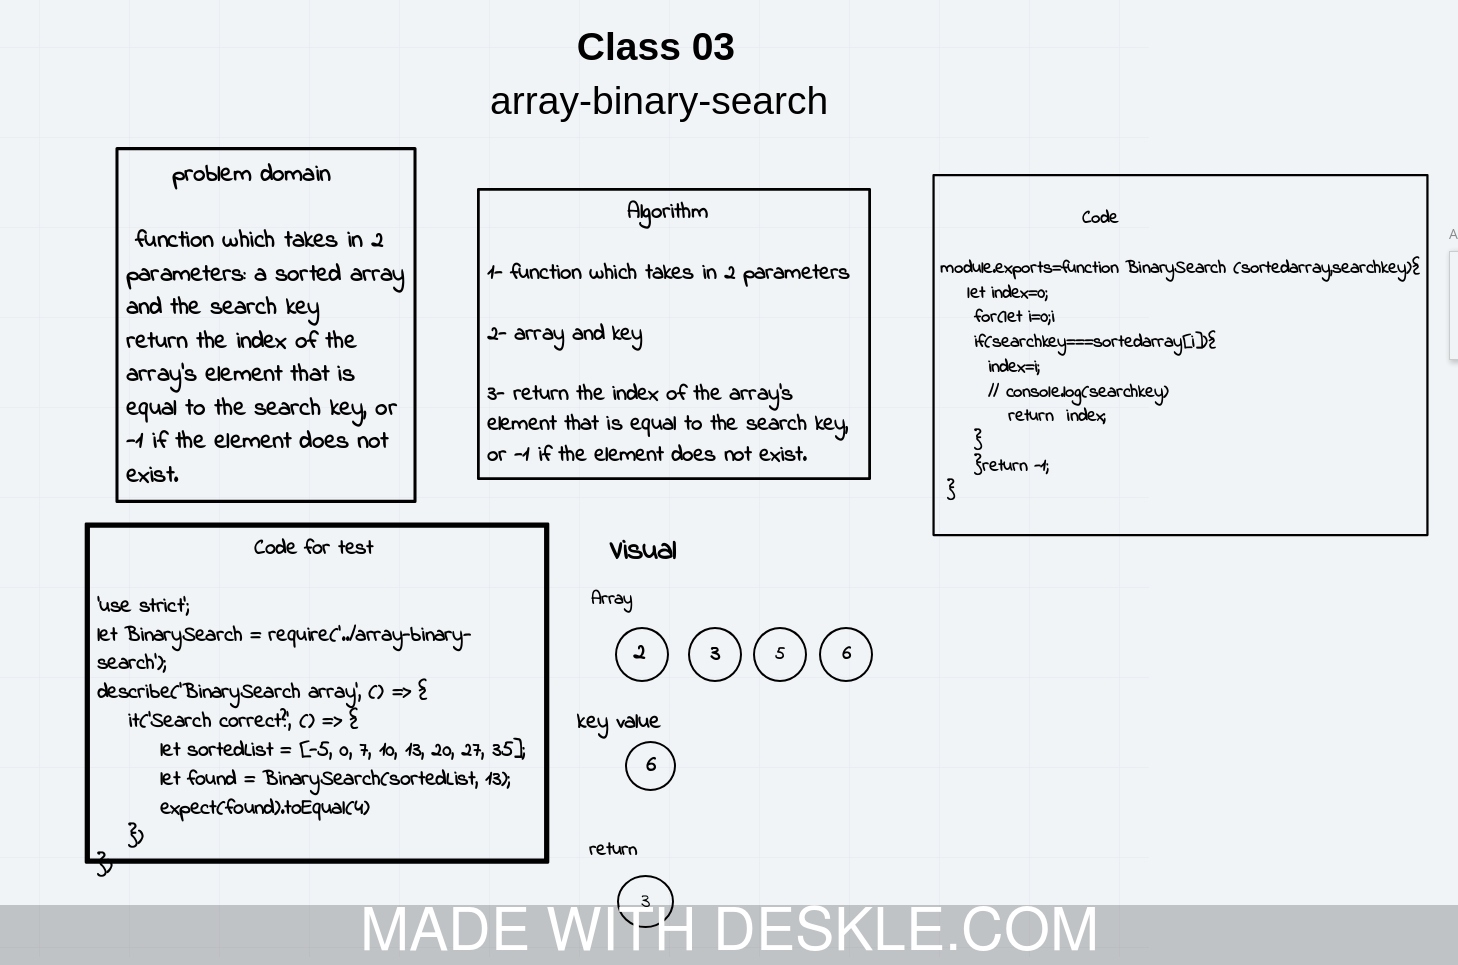 Class 03
array-binary-search
problem domain
function which takes in 2
parameters: a sorted array
and the search key
return the index of the
array's element that is
equal to the search key, or
-1 if the element does not
exist.
Algorithm
1- function which takes in 2 parameters
2- array and key
3- return the index of the array's
element that is equal to the search key,
or -1 if the element does not exist.
Code
module.exports=function BinarySearch (sortedarray,searchkey){
let index=0;
for(let i=0;i
if(searchkey===sortedarray[i]){
index=i;
// console.log(searchkey)
return index;
}
}return -1;
}
A
Code for test
'use strict';
let BinarySearch = require('../array-binary-
search');
describe('BinarySearch array', () => {
it('Search correct?', () => {
let sortedList = [-5, 0, 7, 10, 13, 20, 27, 35];
let found = BinarySearch(sortedList, 13);
expect(found).toEqual(4)
})
})
Visual
Array
2 3 5 6
key value
6
return
3
MADE WITH DESKLE.COM